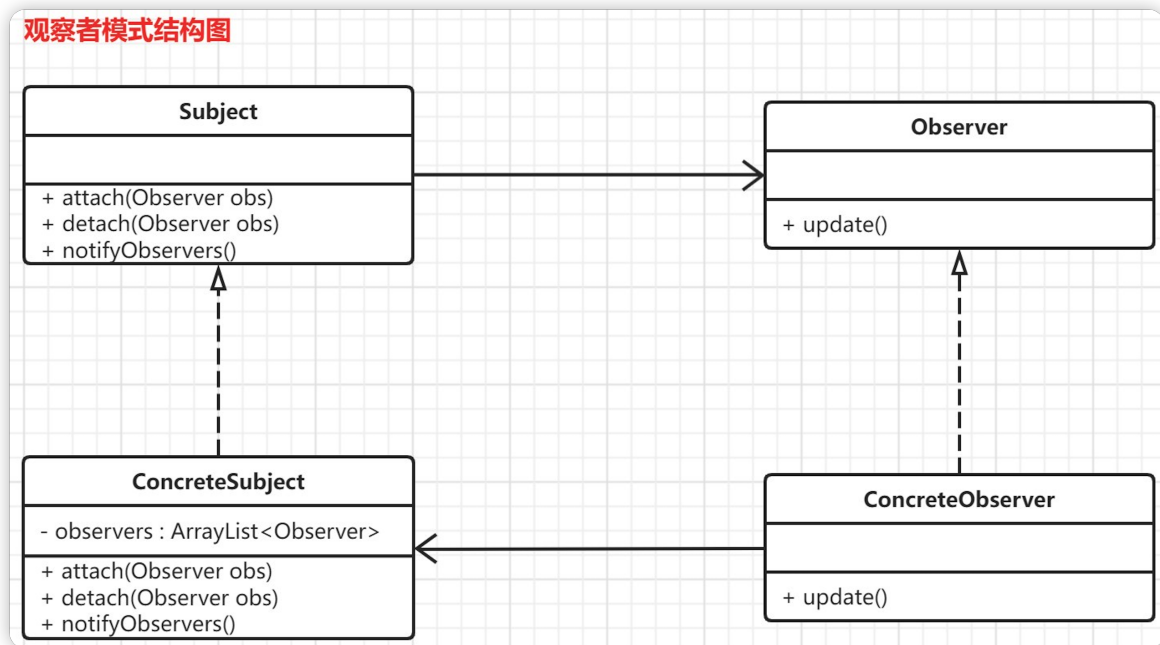 观察者模式结构图
Subject
+ attach(Observer obs)
+ detach(Observer obs)
+ notifyObservers()
Observer
+ update()
ConcreteSubject
- observers : ArrayList<Observer>
+ attach(Observer obs)
+ detach(Observer obs)
+ notifyObservers()
ConcreteObserver
+ update()